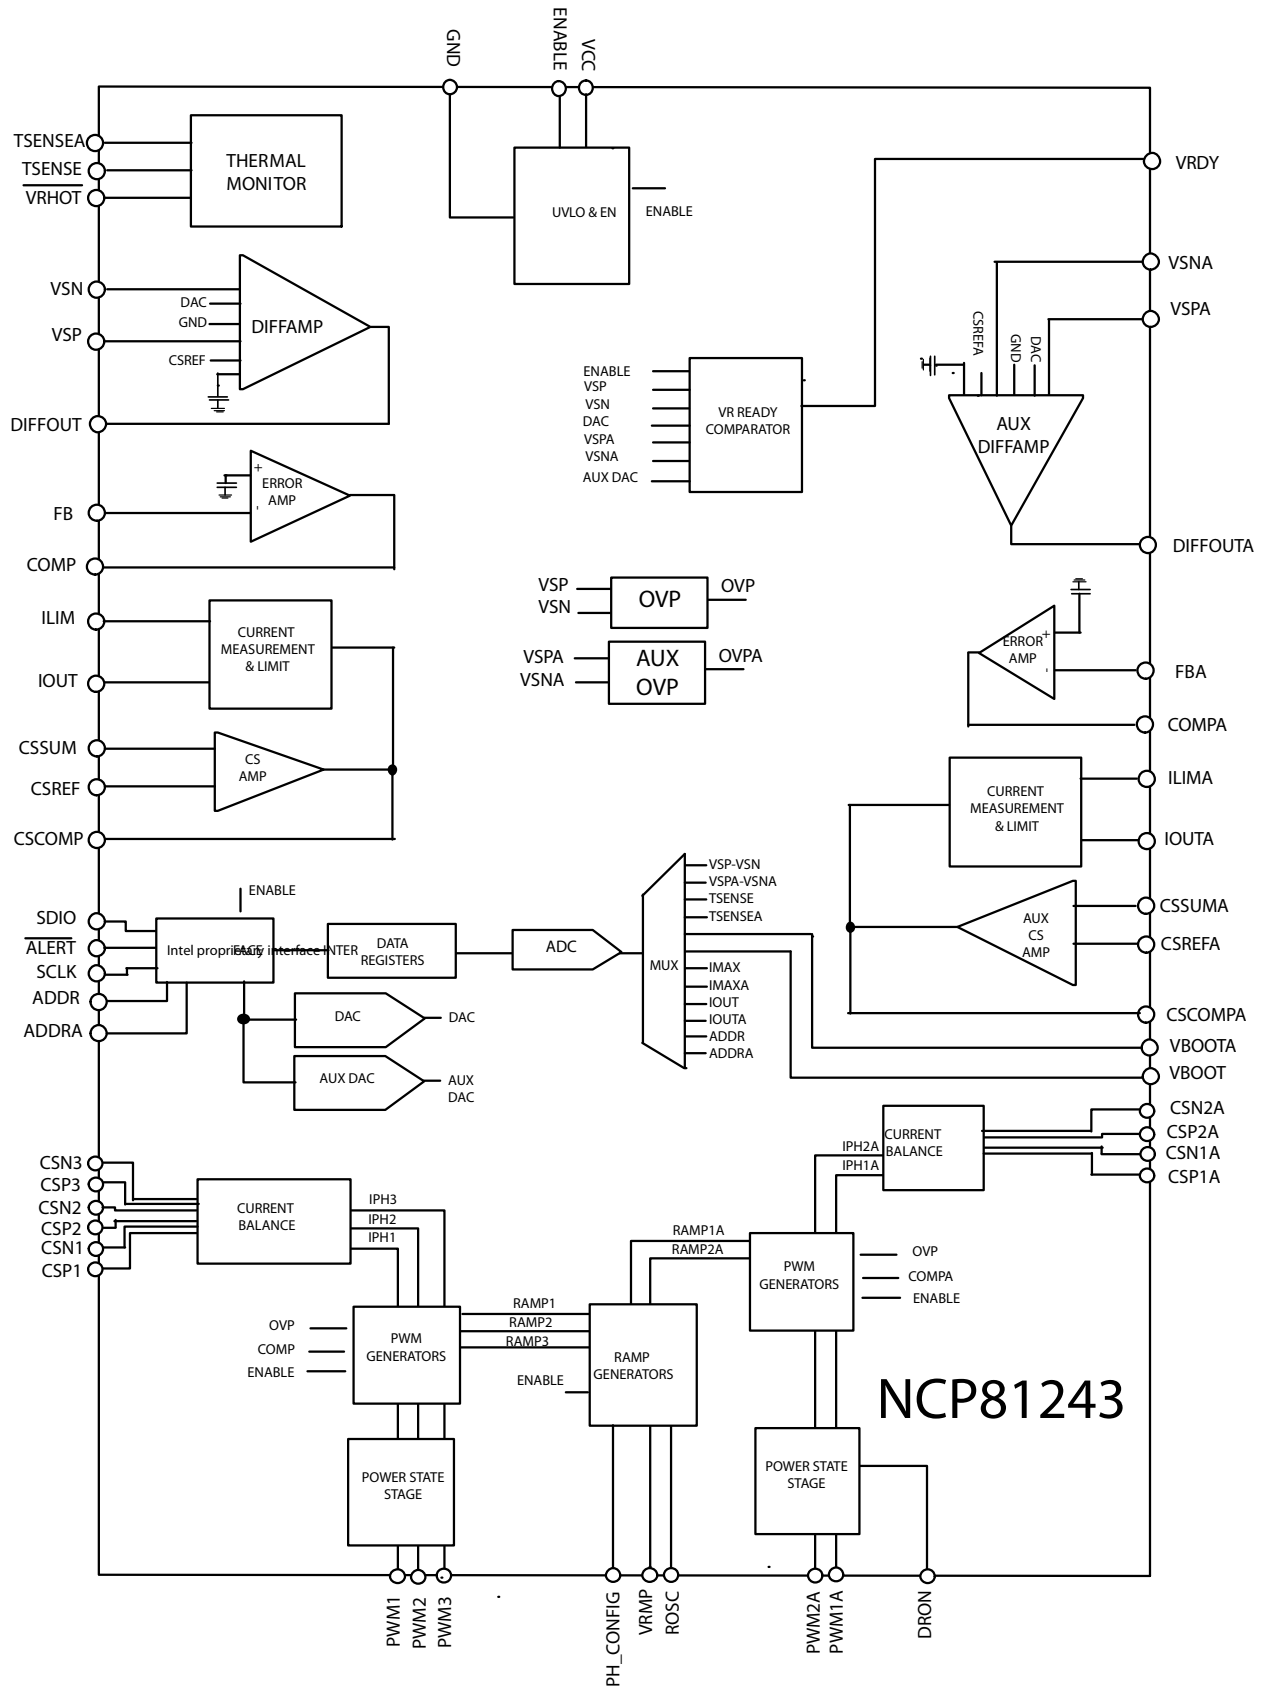 GND
ENABLE
VCC
TSENSEA
TSENSE
VRHOT
THERMAL
MONITOR
UVLO & EN
ENABLE
VRDY
VSN
DAC
GND
VSP
CSREF
DIFFAMP
DIFFOUT
VSNA
VSPA
CSREFA
GND
DAC
AUX
DIFFAMP
DIFFOUTA
ENABLE
VSP
VSN
DAC
VSPA
VSNA
AUX DAC
VR READY
COMPARATOR
+
ERROR
AMP
-
FB
COMP
VSP
VSN
OVP
OVP
VSPA
VSNA
AUX
OVP
OVPA
ERROR
AMP
+
-
FBA
COMPA
ILIM
IOUT
CURRENT
MEASUREMENT
& LIMIT
CSSUM
CSREF
CS
AMP
CSCOMP
CURRENT
MEASUREMENT
& LIMIT
ILIMA
IOUTA
AUX
CS
AMP
CSSUMA
CSREFA
CSCOMPA
VBOOTA
VBOOT
ENABLE
SDIO
ALERT
SCLK
ADDR
ADDRA
Intel proprietary interface INTERFACE
DATA
REGISTERS
ADC
MUX
VSP-VSN
VSPA-VSNA
TSENSE
TSENSEA
IMAX
IMAXA
IOUT
IOUTA
ADDR
ADDRA
DAC
DAC
AUX DAC
AUX
DAC
CSN2A
CSP2A
CSN1A
CSP1A
CURRENT
BALANCE
IPH2A
IPH1A
CSN3
CSP3
CSN2
CSP2
CSN1
CSP1
CURRENT
BALANCE
IPH3
IPH2
IPH1
RAMP1A
RAMP2A
PWM
GENERATORS
OVP
COMPA
ENABLE
OVP
COMP
ENABLE
PWM
GENERATORS
RAMP1
RAMP2
RAMP3
ENABLE
RAMP
GENERATORS
NCP81243
POWER STATE
STAGE
POWER STATE
STAGE
PWM1
PWM2
PWM3
PH_CONFIG
VRMP
ROSC
PWM2A
PWM1A
DRON